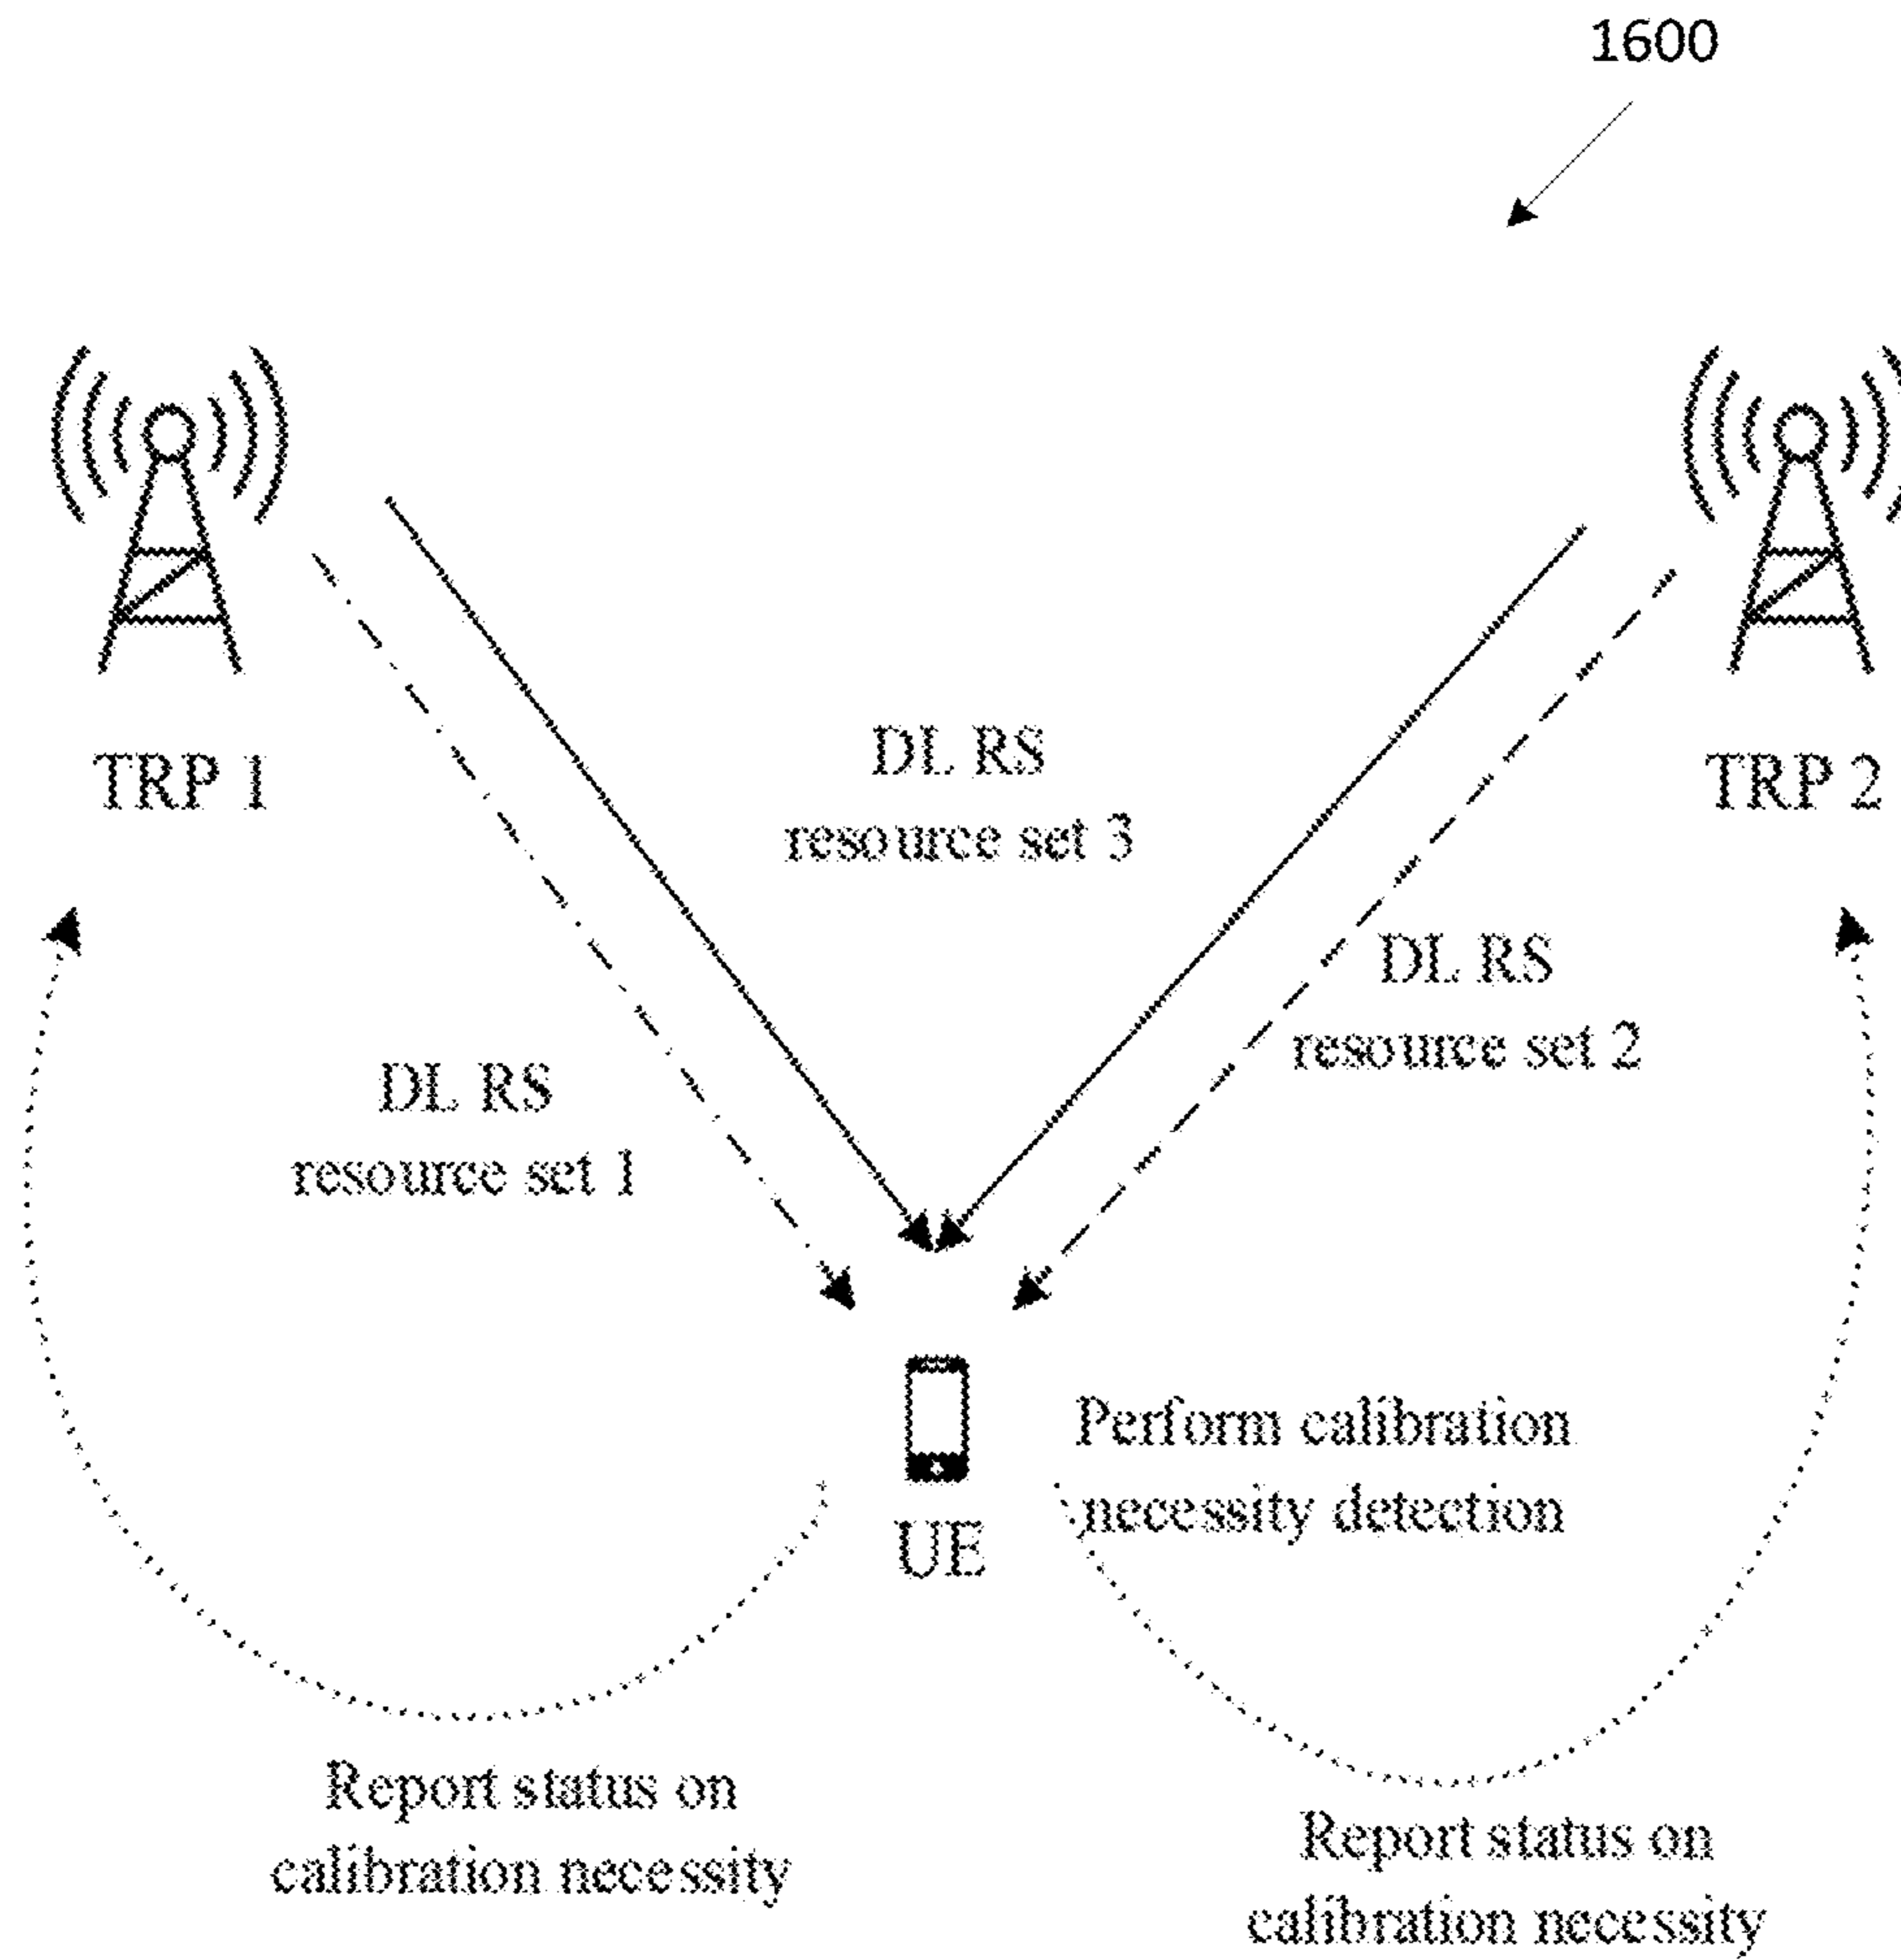 1600
TRP 1
TRP 2
DL RS
resource set 3
DL RS
resource set 2
DL RS
resource set 1
Perform calibration
necessity detection
UE
Report status on
calibration necessity
Report status on
calibration necessity